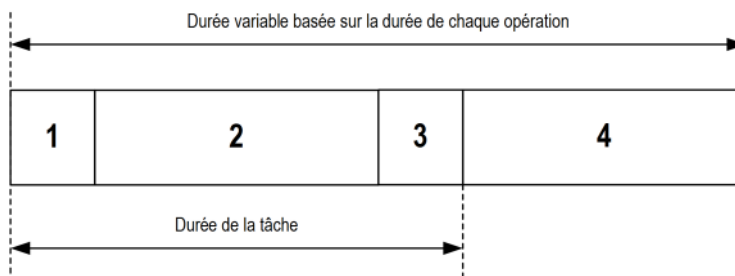 Durée variable basée sur la durée de chaque opération
1 2 3 4
Durée de la tâche